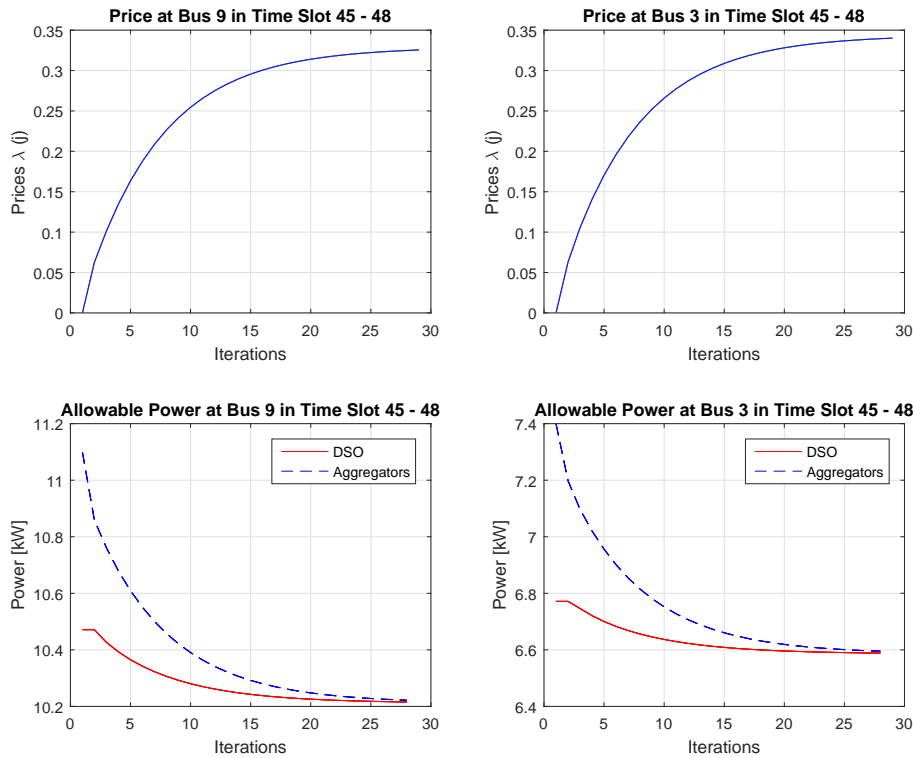 Price at Bus 9 in Time Slot 45 - 48
0.35
0.3
0.25
0.2
0.15
0.1
0.05
0
Prices λ (j)
0 5 10 15 20 25 30
Iterations
Price at Bus 3 in Time Slot 45 - 48
0.35
0.3
0.25
0.2
0.15
0.1
0.05
0
Prices λ (j)
0 5 10 15 20 25 30
Iterations
Allowable Power at Bus 9 in Time Slot 45 - 48
11.2
11
10.8
10.6
10.4
10.2
Power [kW]
DSO
Aggregators
0 5 10 15 20 25 30
Iterations
Allowable Power at Bus 3 in Time Slot 45 - 48
7.4
7.2
7
6.8
6.6
6.4
Power [kW]
DSO
Aggregators
0 5 10 15 20 25 30
Iterations